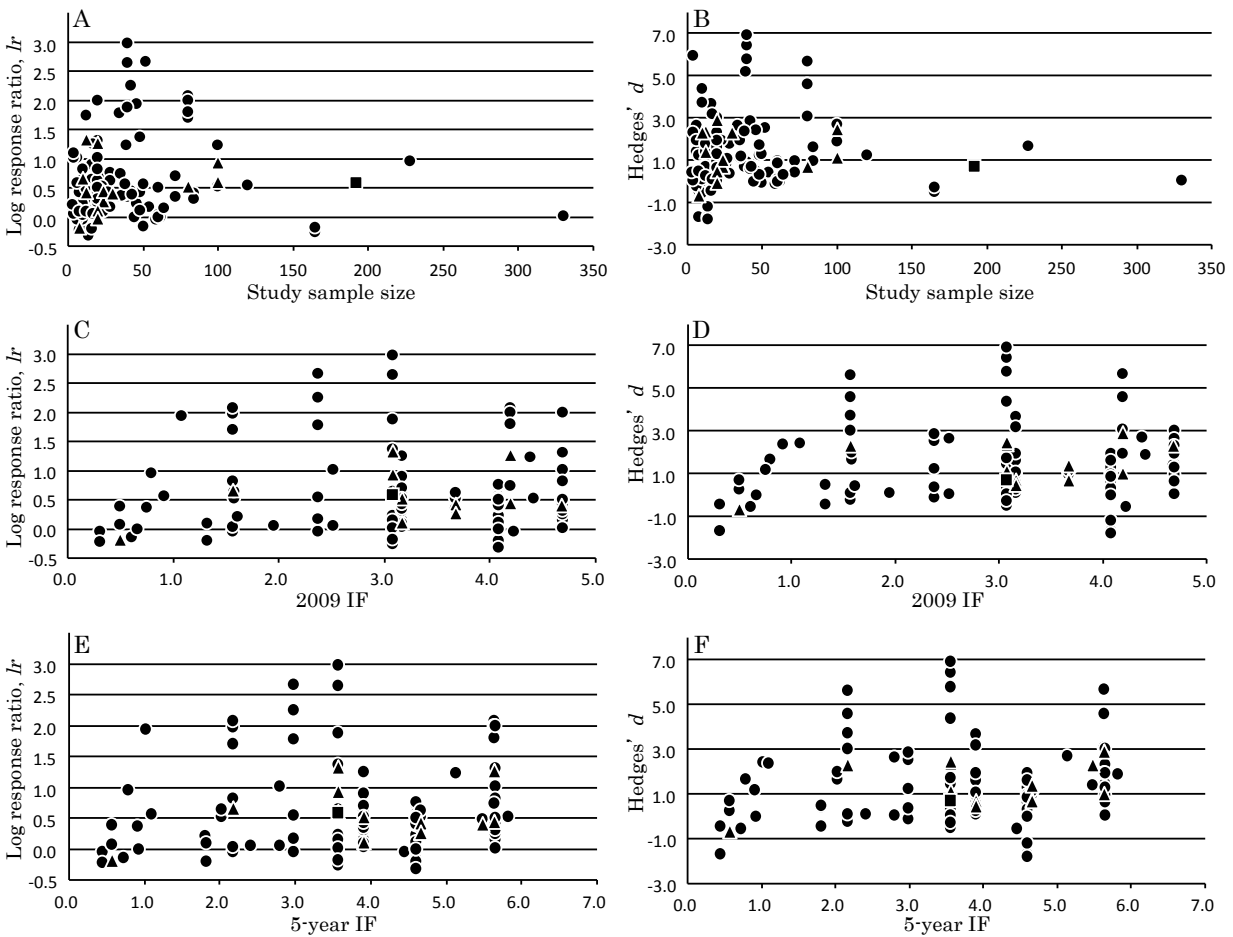 A
Log response ratio, lr
3.0
2.5
2.0
1.5
1.0
0.5
0.0
-0.5
0 50 100 150 200 250 300 350
Study sample size
B
Hedges' d
7.0
5.0
3.0
1.0
-1.0
-3.0
0 50 100 150 200 250 300 350
Study sample size
C
Log response ratio, lr
3.0
2.5
2.0
1.5
1.0
0.5
0.0
-0.5
0.0 1.0 2.0 3.0 4.0 5.0
2009 IF
D
Hedges' d
7.0
5.0
3.0
1.0
-1.0
-3.0
0.0 1.0 2.0 3.0 4.0 5.0
2009 IF
E
Log response ratio, lr
3.0
2.5
2.0
1.5
1.0
0.5
0.0
-0.5
0.0 1.0 2.0 3.0 4.0 5.0 6.0 7.0
5-year IF
F
Hedges' d
7.0
5.0
3.0
1.0
-1.0
-3.0
0.0 1.0 2.0 3.0 4.0 5.0 6.0 7.0
5-year IF